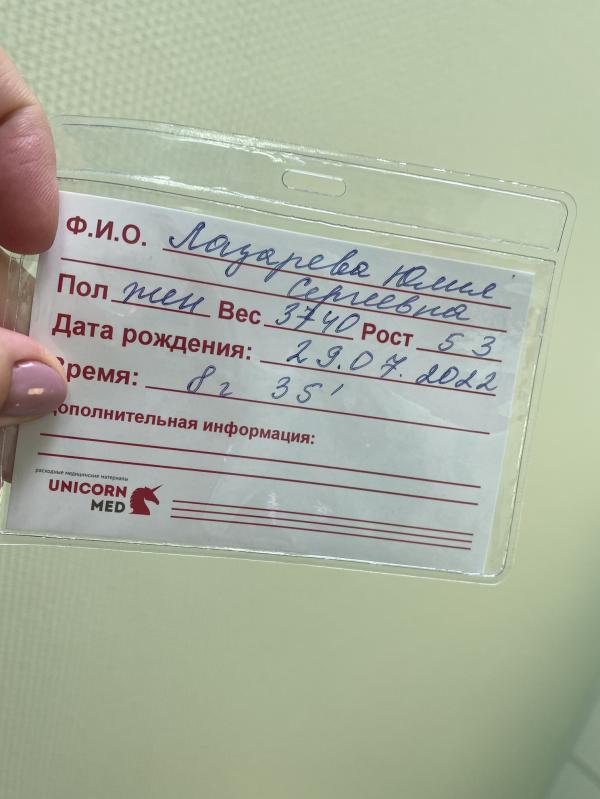 Ф.И.О. Лазарева Юлия
Сергеевна
Пол жен Вес 3740 Рост 53
Дата рождения: 29.07.2022
Время: 8г 35'
Дополнительная информация:
расходные медицинские материалы
UNICORN
MED